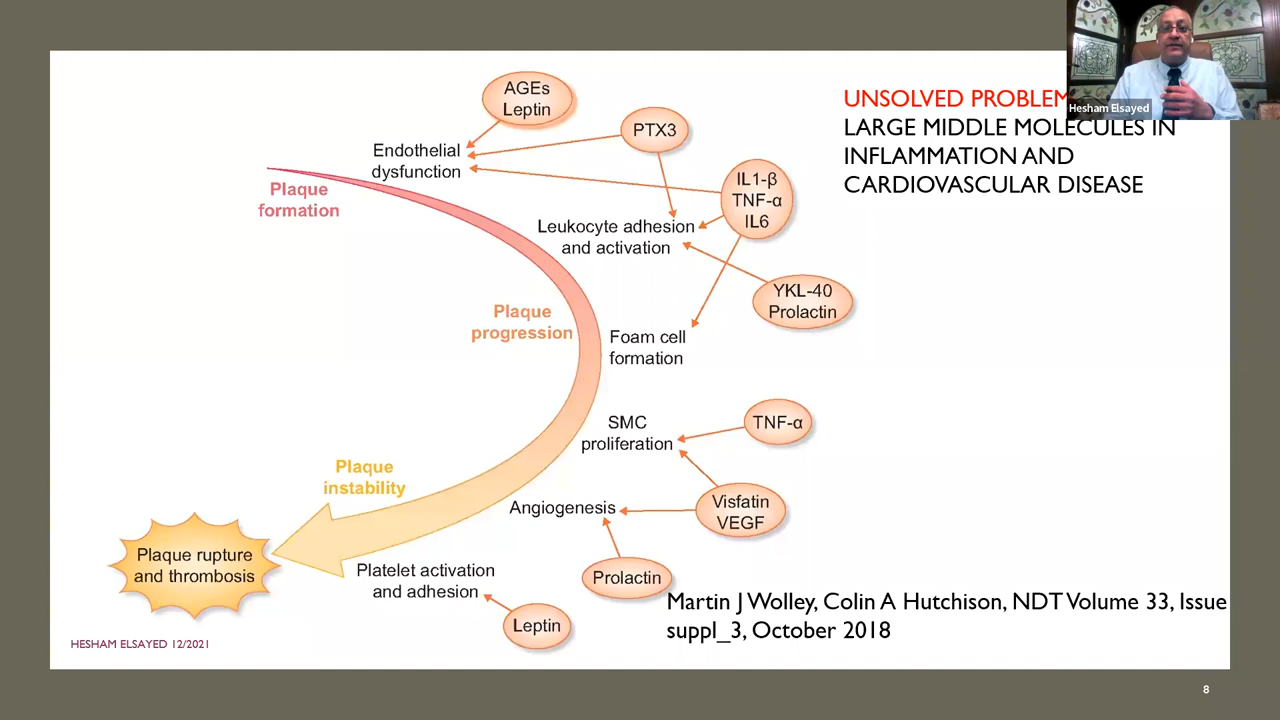 AGEs
Leptin
PTX3
Endothelial
dysfunction
IL1-β
TNF-α
IL6
Plaque
formation
Leukocyte adhesion
and activation
YKL-40
Prolactin
Plaque
progression
Foam cell
formation
SMC
proliferation
TNF-α
Plaque
instability
Visfatin
VEGF
Angiogenesis
Plaque rupture
and thrombosis
Platelet activation
and adhesion
Prolactin
Leptin
UNSOLVED PROBLEM
LARGE MIDDLE MOLECULES IN
INFLAMMATION AND
CARDIOVASCULAR DISEASE
Hesham Elsayed
Martin J Wolley, Colin A Hutchison, NDT Volume 33, Issue
suppl_3, October 2018
HESHAM ELSAYED 12/2021
8